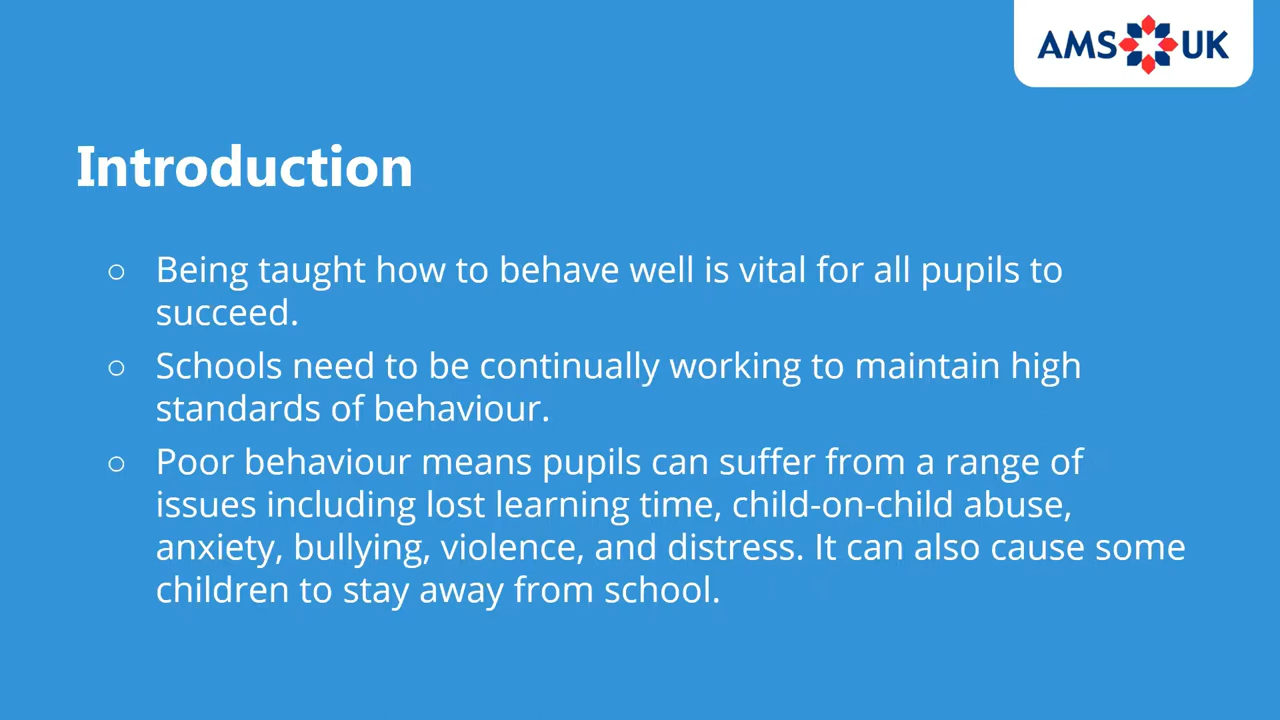 AMS UK
Introduction
○ Being taught how to behave well is vital for all pupils to
succeed.
○ Schools need to be continually working to maintain high
standards of behaviour.
○ Poor behaviour means pupils can suffer from a range of
issues including lost learning time, child-on-child abuse,
anxiety, bullying, violence, and distress. It can also cause some
children to stay away from school.